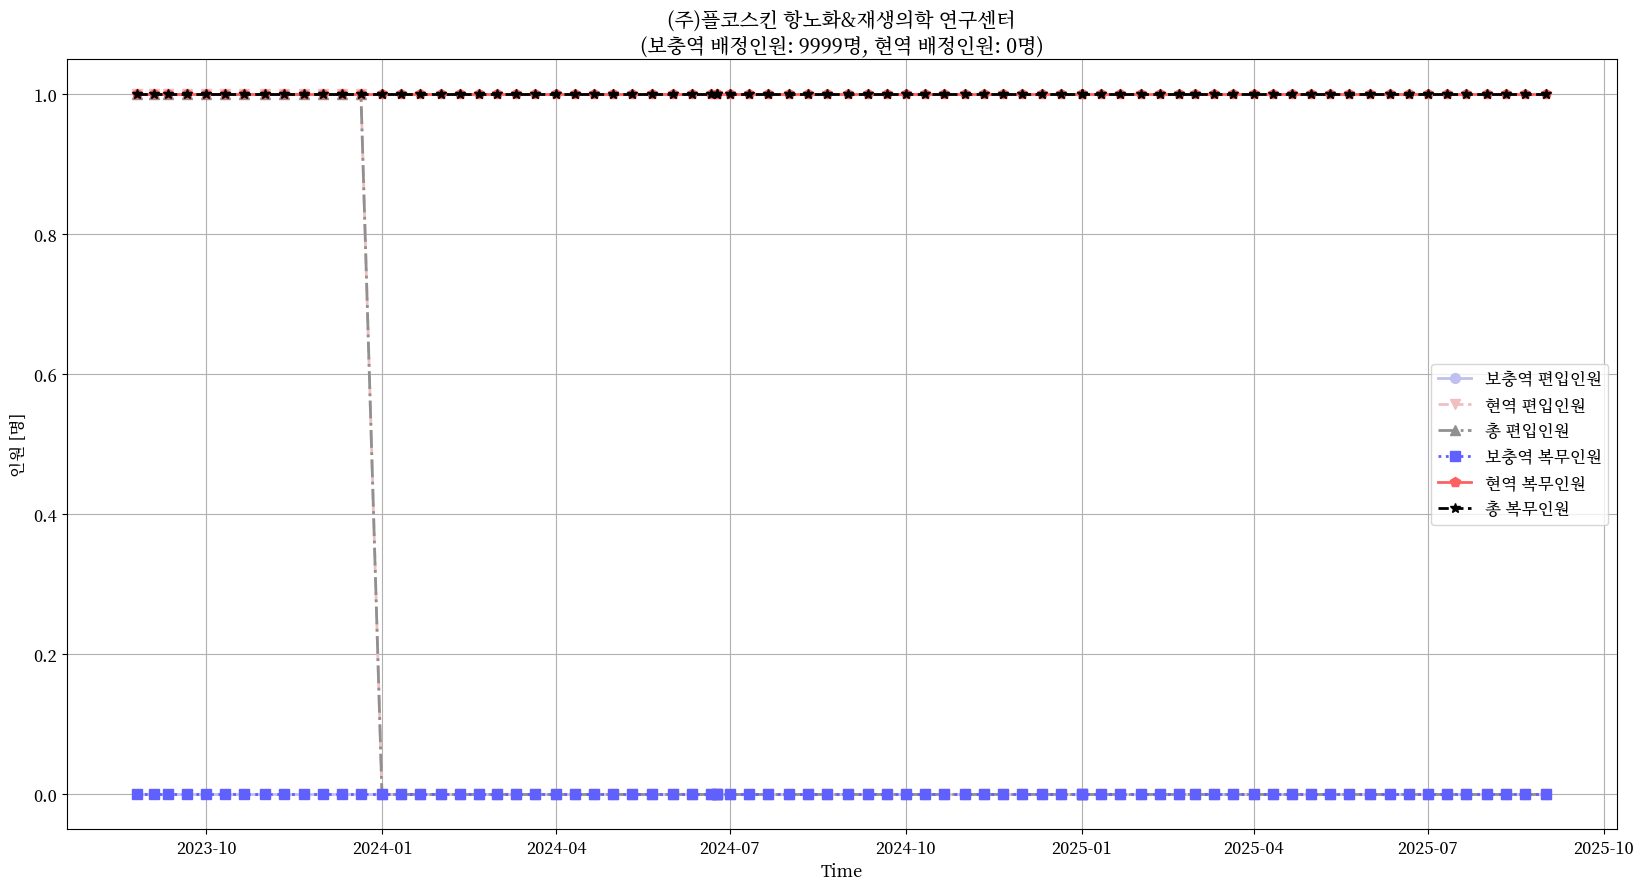 (주)플코스킨 항노화&재생의학 연구센터
(보충역 배정인원: 9999명, 현역 배정인원: 0명)
인원 [명]
1.0
0.8
0.6
0.4
0.2
0.0
보충역 편입인원
현역 편입인원
총 편입인원
보충역 복무인원
현역 복무인원
총 복무인원
2023-10 2024-01 2024-04 2024-07 2024-10 2025-01 2025-04 2025-07 2025-10
Time